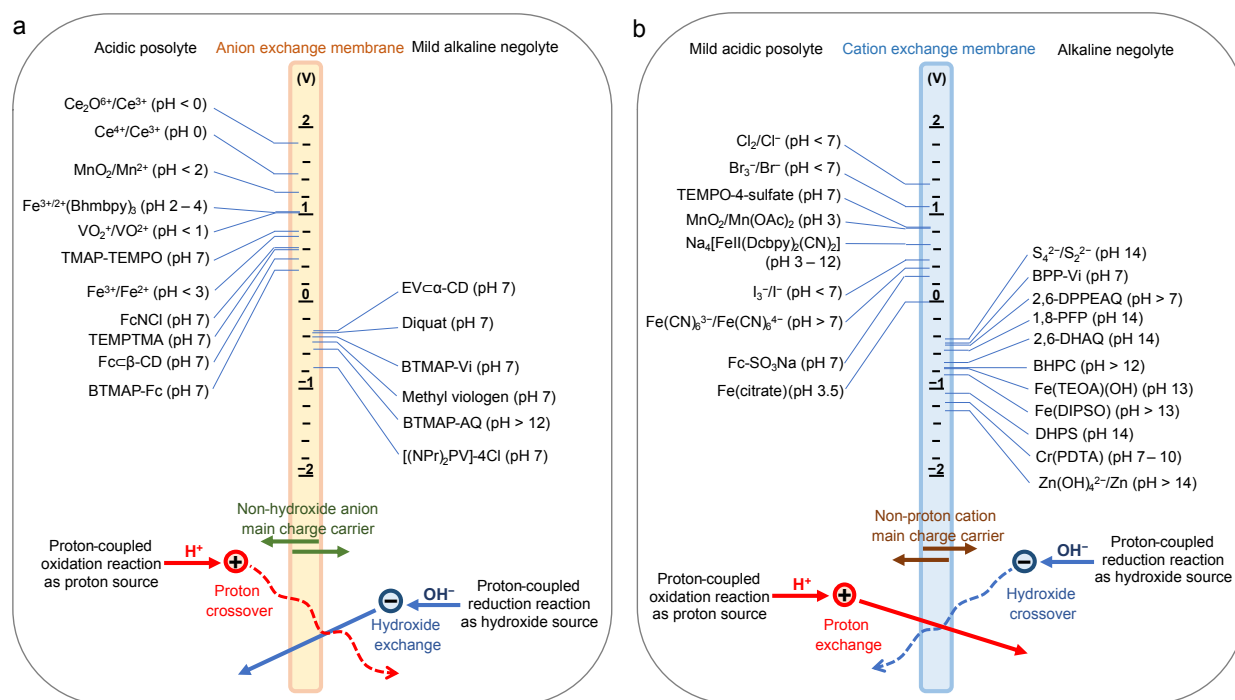 a
Acidic posolyte
Anion exchange membrane
Mild alkaline negolyte
(V)
2
1
0
−1
−2
Ce₂O⁶⁺/Ce³⁺ (pH < 0)
Ce⁴⁺/Ce³⁺ (pH 0)
MnO₂/Mn²⁺ (pH < 2)
Fe³⁺/²⁺(Bhmbpy)₃ (pH 2 – 4)
VO₂⁺/VO²⁺ (pH < 1)
TMAP-TEMPO (pH 7)
Fe³⁺/Fe²⁺ (pH < 3)
FcNCl (pH 7)
TEMPTMA (pH 7)
Fc⊂β-CD (pH 7)
BTMAP-Fc (pH 7)
EV⊂α-CD (pH 7)
Diquat (pH 7)
BTMAP-Vi (pH 7)
Methyl viologen (pH 7)
BTMAP-AQ (pH > 12)
[(NPr)₂PV]-4Cl (pH 7)
Non-hydroxide anion
main charge carrier
Proton-coupled
oxidation reaction
as proton source
H⁺
+
Proton
crossover
−
OH⁻
Hydroxide
exchange
Proton-coupled
reduction reaction
as hydroxide source
b
Mild acidic posolyte
Cation exchange membrane
Alkaline negolyte
(V)
2
1
0
−1
−2
Cl₂/Cl⁻ (pH < 7)
Br₃⁻/Br⁻ (pH < 7)
TEMPO-4-sulfate (pH 7)
MnO₂/Mn(OAc)₂ (pH 3)
Na₄[FeII(Dcbpy)₂(CN)₂]
(pH 3 – 12)
I₃⁻/I⁻ (pH < 7)
Fe(CN)₆³⁻/Fe(CN)₆⁴⁻ (pH > 7)
Fc-SO₃Na (pH 7)
Fe(citrate)(pH 3.5)
S₄²⁻/S₂²⁻ (pH 14)
BPP-Vi (pH 7)
2,6-DPPEAQ (pH > 7)
1,8-PFP (pH 14)
2,6-DHAQ (pH 14)
BHPC (pH > 12)
Fe(TEOA)(OH) (pH 13)
Fe(DIPSO) (pH > 13)
DHPS (pH 14)
Cr(PDTA) (pH 7 – 10)
Zn(OH)₄²⁻/Zn (pH > 14)
Non-proton cation
main charge carrier
Proton-coupled
oxidation reaction
as proton source
H⁺
+
Proton
exchange
−
OH⁻
Hydroxide
crossover
Proton-coupled
reduction reaction
as hydroxide source